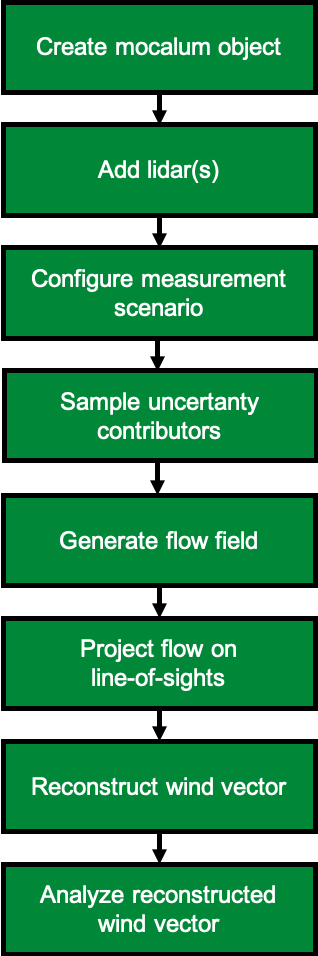 Create mocalum object
Add lidar(s)
Configure measurement
scenario
Sample uncertanty
contributors
Generate flow field
Project flow on
line-of-sights
Reconstruct wind vector
Analyze reconstructed
wind vector